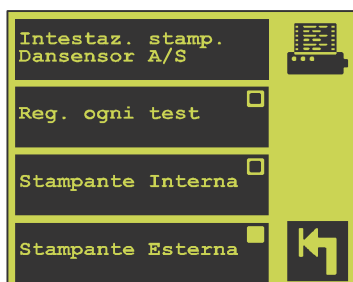 Intestaz. stamp.
Dansensor A/S
Reg. ogni test
Stampante Interna
Stampante Esterna